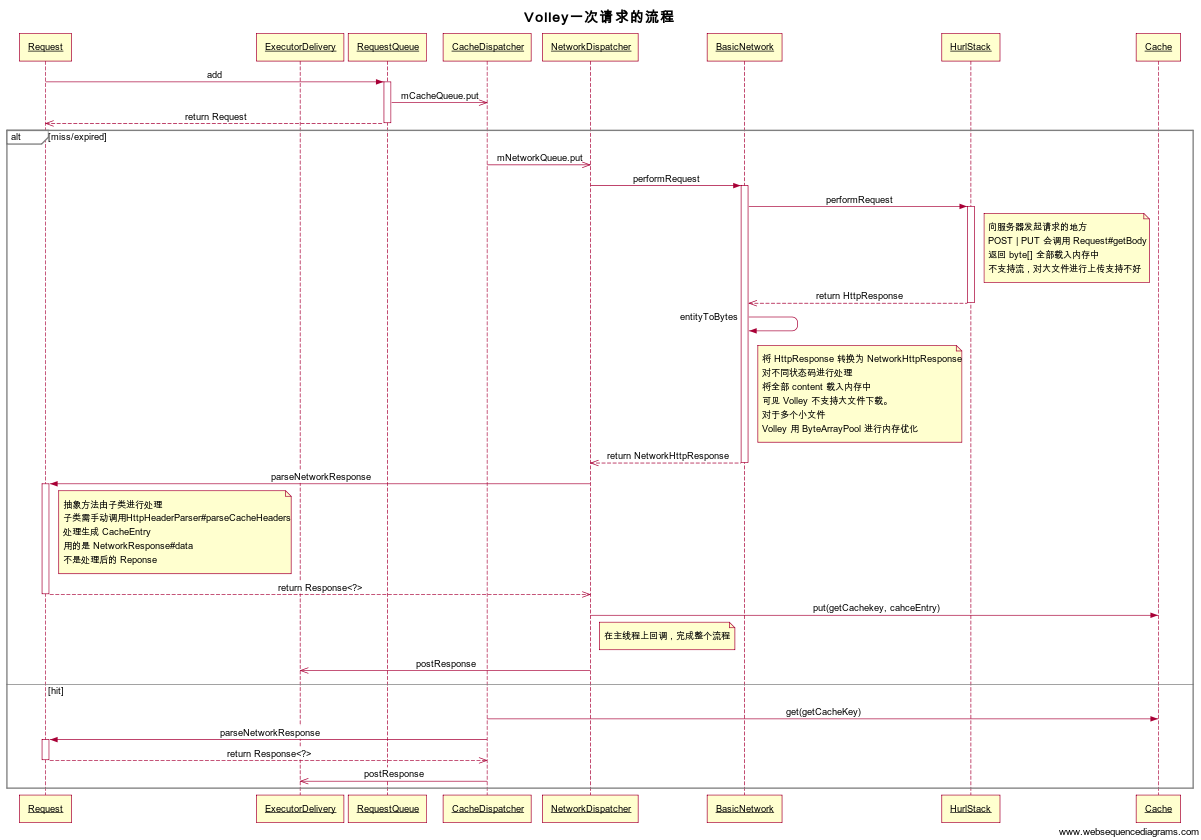 Volley一次请求的流程
Request
ExecutorDelivery
RequestQueue
CacheDispatcher
NetworkDispatcher
BasicNetwork
HurlStack
Cache
add
mCacheQueue.put
return Request
alt
[miss/expired]
mNetworkQueue.put
performRequest
performRequest
向服务器发起请求的地方
POST | PUT 会调用 Request#getBody
返回 byte[] 全部载入内存中
不支持流，对大文件进行上传支持不好
return HttpResponse
entityToBytes
将 HttpResponse 转换为 NetworkHttpResponse
对不同状态码进行处理
将全部 content 载入内存中
可见 Volley 不支持大文件下载。
对于多个小文件
Volley 用 ByteArrayPool 进行内存优化
return NetworkHttpResponse
parseNetworkResponse
抽象方法由子类进行处理
子类需手动调用HttpHeaderParser#parseCacheHeaders
处理生成 CacheEntry
用的是 NetworkResponse#data
不是处理后的 Reponse
return Response<?>
put(getCachekey, cahceEntry)
在主线程上回调，完成整个流程
postResponse
[hit]
get(getCacheKey)
parseNetworkResponse
return Response<?>
postResponse
Request
ExecutorDelivery
RequestQueue
CacheDispatcher
NetworkDispatcher
BasicNetwork
HurlStack
Cache
www.websequencediagrams.com